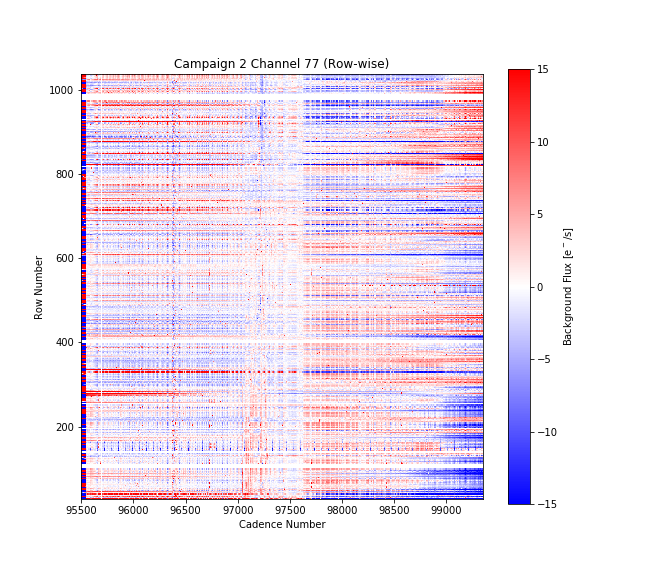 Campaign 2 Channel 77 (Row-wise)
1000
800
600
400
200
Row Number
95500 96000 96500 97000 97500 98000 98500 99000
Cadence Number
15
10
5
0
−5
−10
−15
Background Flux [e⁻/s]